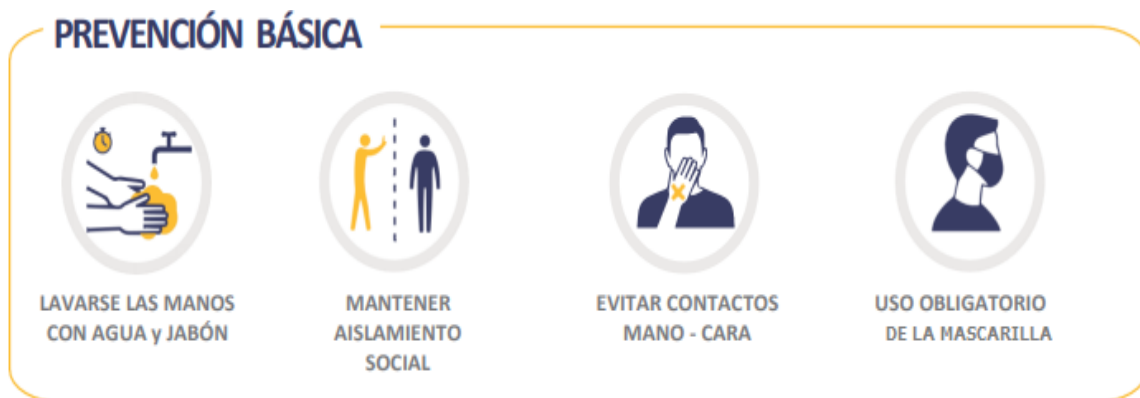 PREVENCIÓN BÁSICA
LAVARSE LAS MANOS
CON AGUA y JABÓN
MANTENER
AISLAMIENTO
SOCIAL
EVITAR CONTACTOS
MANO - CARA
USO OBLIGATORIO
DE LA MASCARILLA